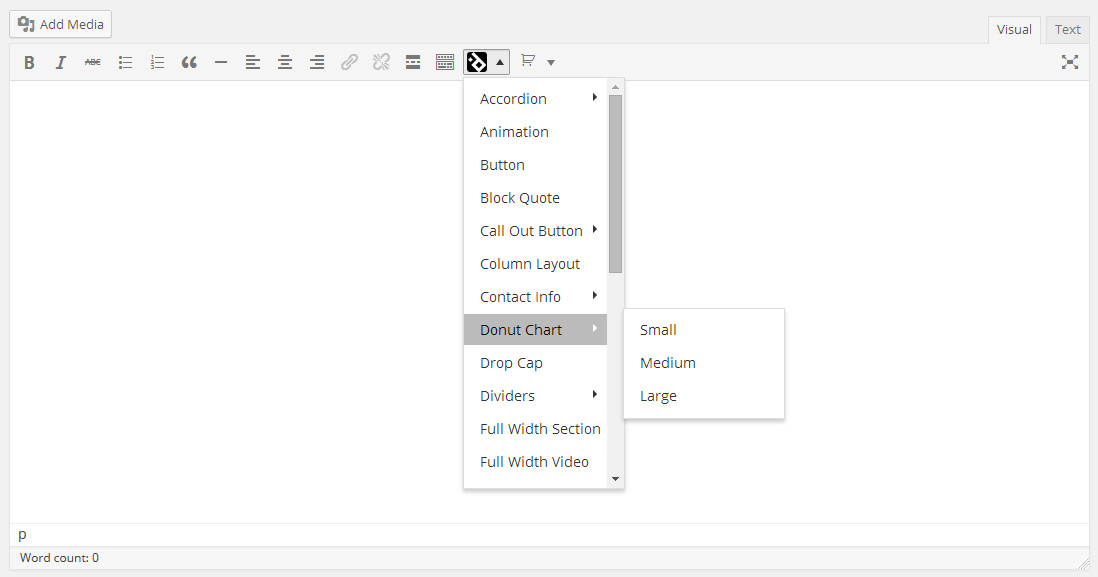 Add Media
Visual
Text
B I ABC
Accordion
Animation
Button
Block Quote
Call Out Button
Column Layout
Contact Info
Donut Chart
Drop Cap
Dividers
Full Width Section
Full Width Video
Small
Medium
Large
p
Word count: 0